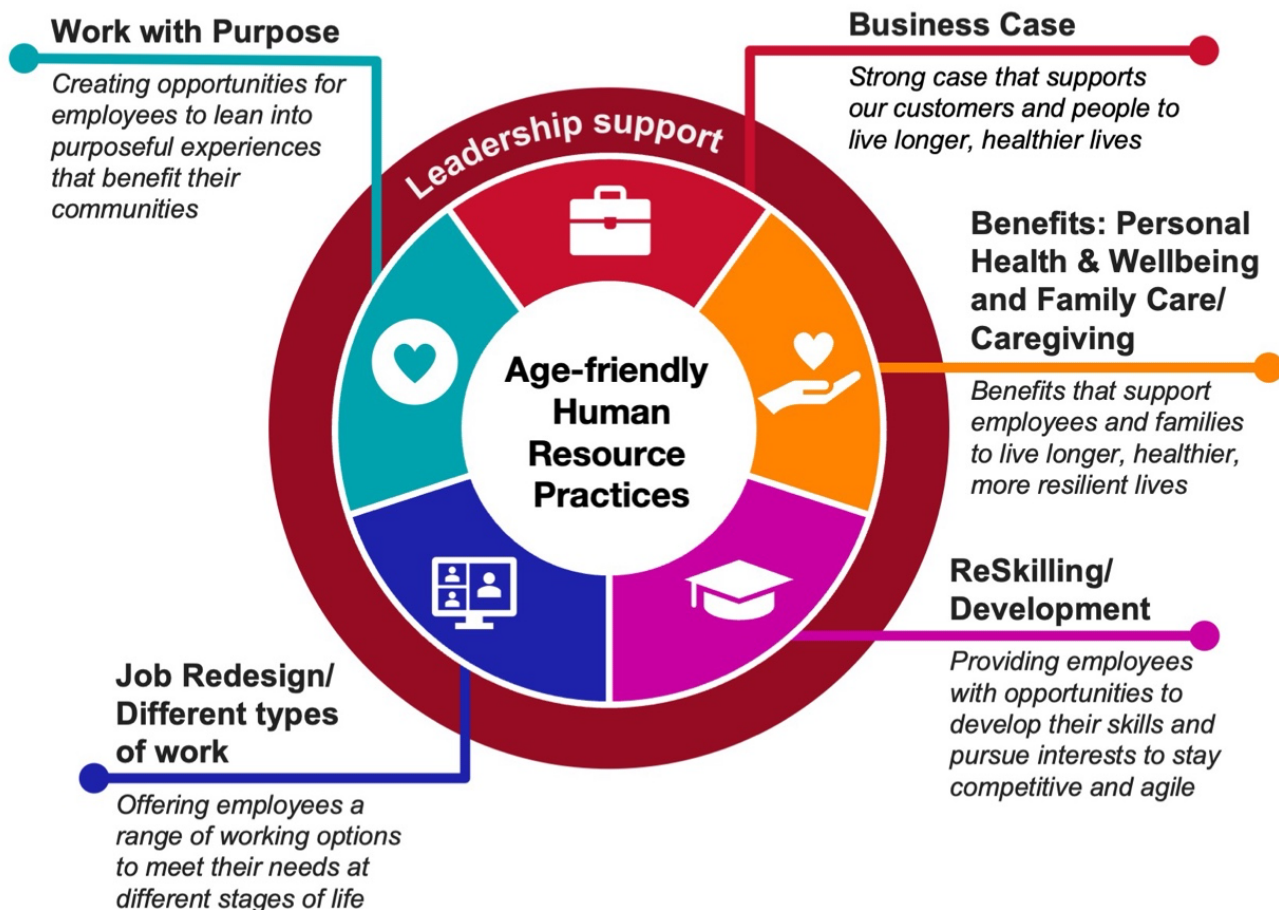 Work with Purpose
Creating opportunities for
employees to lean into
purposeful experiences
that benefit their
communities
Business Case
Strong case that supports
our customers and people to
live longer, healthier lives
Leadership support
Benefits: Personal
Health & Wellbeing
and Family Care/
Caregiving
Benefits that support
employees and families
to live longer, healthier,
more resilient lives
Age-friendly
Human
Resource
Practices
ReSkilling/
Development
Providing employees
with opportunities to
develop their skills and
pursue interests to stay
competitive and agile
Job Redesign/
Different types
of work
Offering employees a
range of working options
to meet their needs at
different stages of life